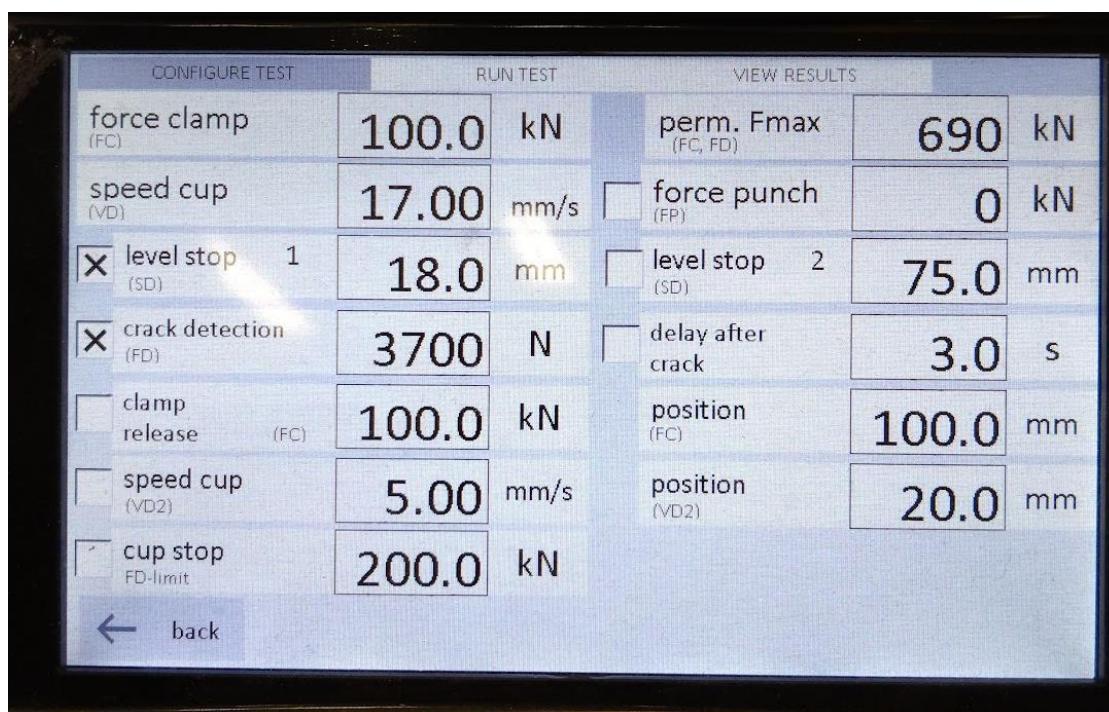 CONFIGURE TEST RUN TEST VIEW RESULTS
force clamp (FC) 100.0 kN perm. Fmax (FC, FD) 690 kN
speed cup (VD) 17.00 mm/s force punch (FP) 0 kN
level stop 1 (SD) 18.0 mm level stop 2 (SD) 75.0 mm
crack detection (FD) 3700 N delay after crack 3.0 s
clamp release (FC) 100.0 kN position (FC) 100.0 mm
speed cup (VD2) 5.00 mm/s position (VD2) 20.0 mm
cup stop FD-limit 200.0 kN
back